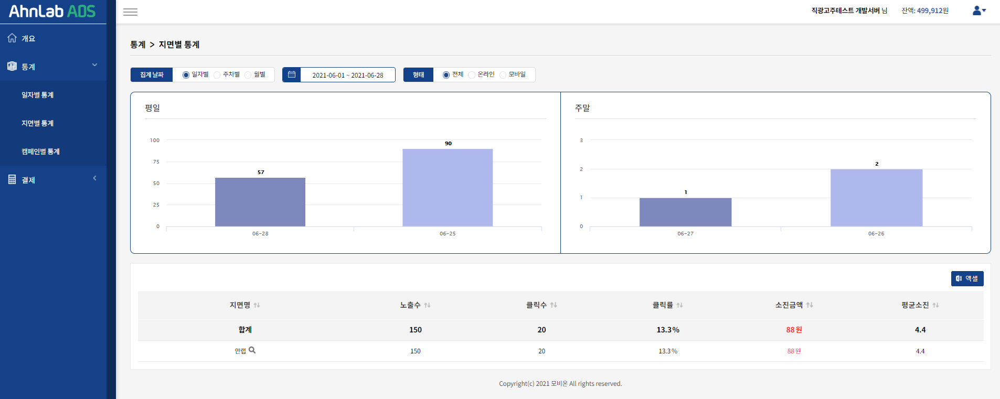 AhnLab ADS
직광고주테스트 개발서버 님 잔액: 499,912원
개요
통계
일자별 통계
지면별 통계
캠페인별 통계
결제
통계 > 지면별 통계
집계 날짜 일자별 주차별 월별 2021-06-01 ~ 2021-06-28 형태 전체 온라인 모바일
평일
100
75
50
25
0
57
90
06-28 06-25
주말
3
2
1
0
1
2
06-27 06-26
엑셀
지면명 노출수 클릭수 클릭률 소진금액 평균소진
합계 150 20 13.3% 88원 4.4
안랩 150 20 13.3% 88원 4.4
Copyright(c) 2021 모비온 All rights reserved.